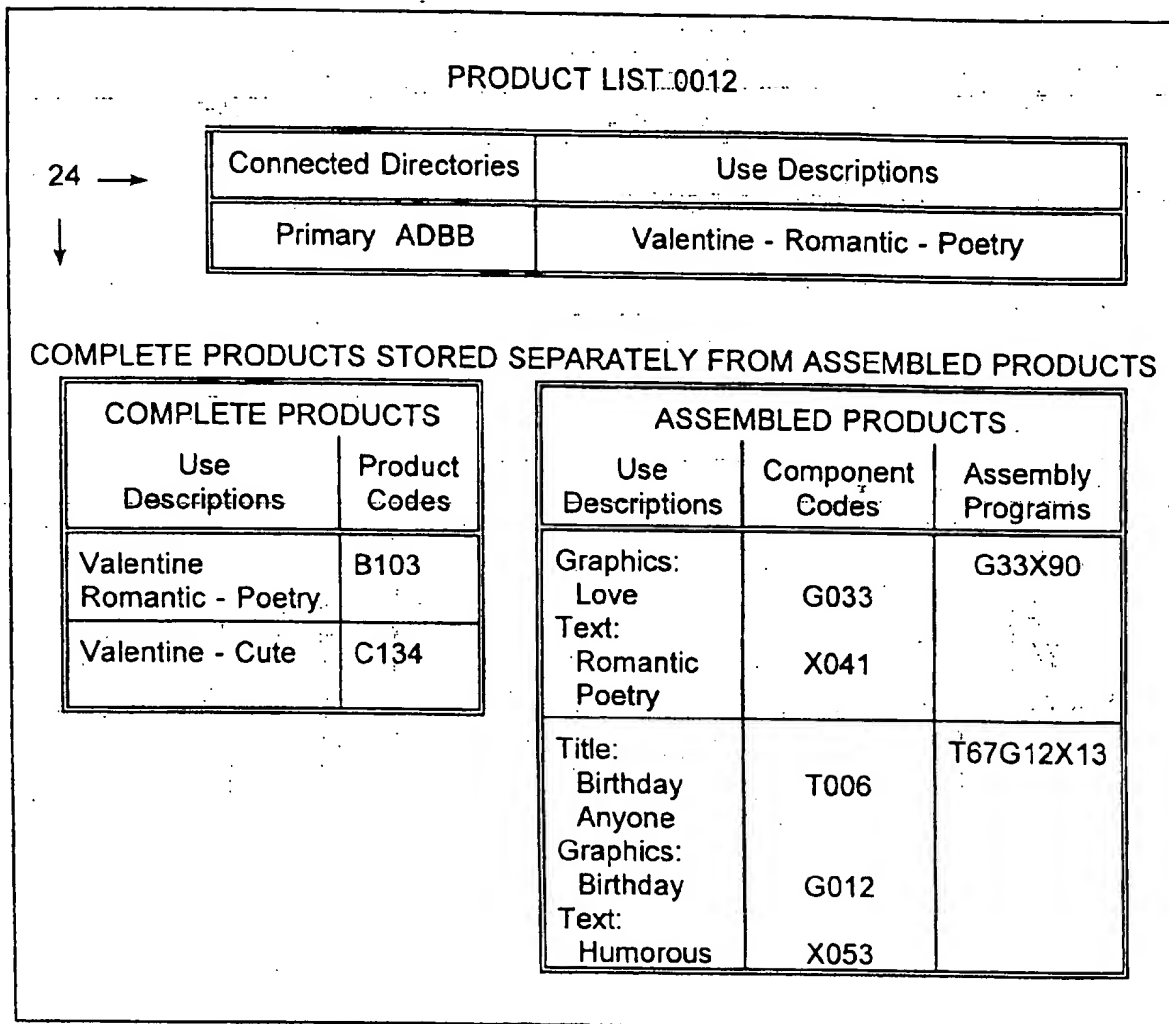 PRODUCT LIST 0012
24 →
↓
Connected Directories Use Descriptions
Primary ADBB Valentine - Romantic - Poetry
COMPLETE PRODUCTS STORED SEPARATELY FROM ASSEMBLED PRODUCTS
COMPLETE PRODUCTS
Use Product
Descriptions Codes
Valentine B103
Romantic - Poetry
Valentine - Cute C134
ASSEMBLED PRODUCTS
Use Component Assembly
Descriptions Codes Programs
Graphics: G33X90
Love G033
Text:
Romantic X041
Poetry
Title: T67G12X13
Birthday T006
Anyone
Graphics:
Birthday G012
Text:
Humorous X053